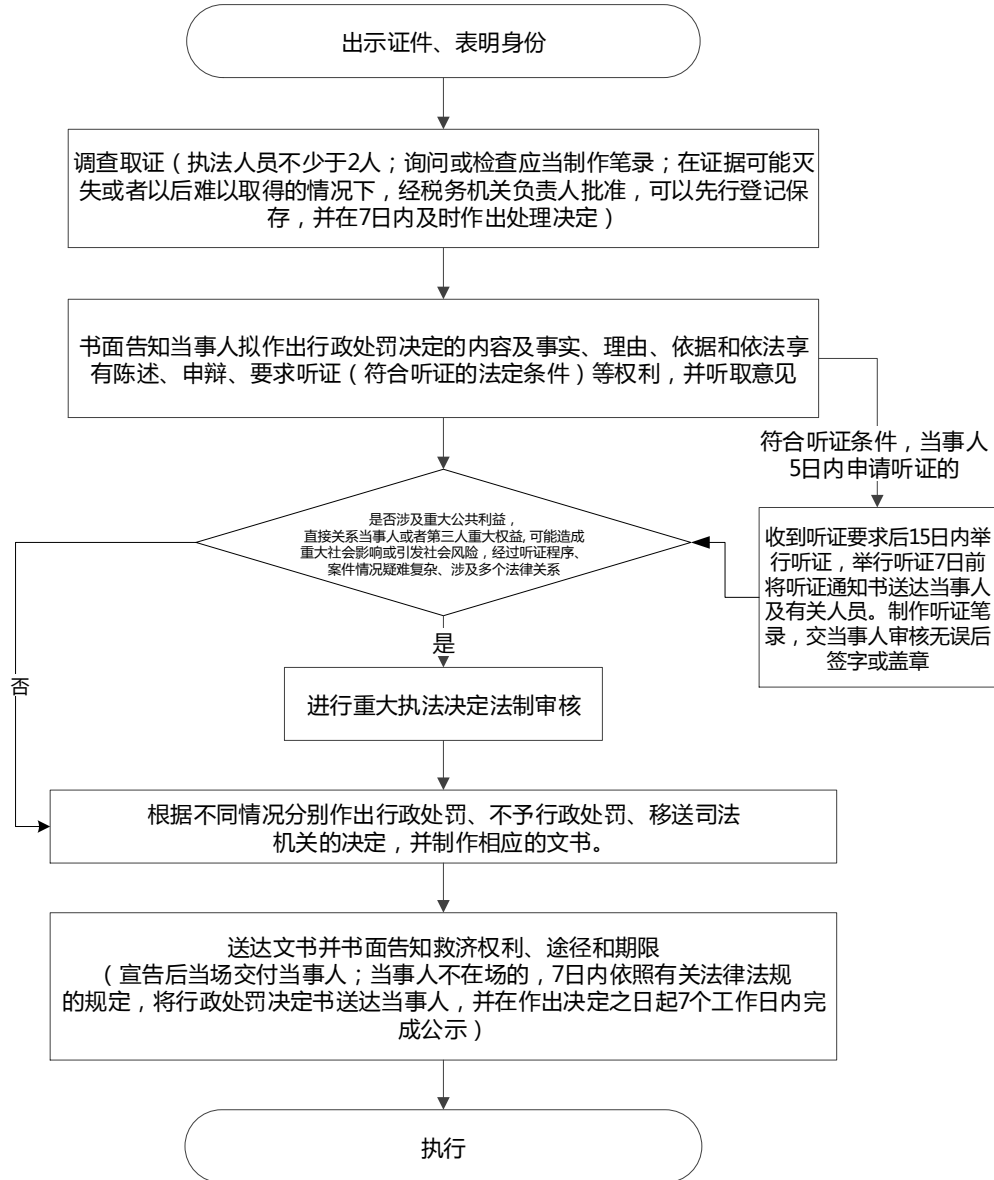 出示证件、表明身份
调查取证（执法人员不少于2人；询问或检查应当制作笔录；在证据可能灭
失或者以后难以取得的情况下，经税务机关负责人批准，可以先行登记保
存，并在7日内及时作出处理决定）
书面告知当事人拟作出行政处罚决定的内容及事实、理由、依据和依法享
有陈述、申辩、要求听证（符合听证的法定条件）等权利，并听取意见
符合听证条件，当事人
5日内申请听证的
收到听证要求后15日内举
行听证，举行听证7日前
将听证通知书送达当事人
及有关人员。制作听证笔
录，交当事人审核无误后
签字或盖章
是否涉及重大公共利益，
直接关系当事人或者第三人重大权益,可能造成
重大社会影响或引发社会风险，经过听证程序、
案件情况疑难复杂、涉及多个法律关系
是
否
进行重大执法决定法制审核
根据不同情况分别作出行政处罚、不予行政处罚、移送司法
机关的决定，并制作相应的文书。
送达文书并书面告知救济权利、途径和期限
（宣告后当场交付当事人；当事人不在场的，7日内依照有关法律法规
的规定，将行政处罚决定书送达当事人，并在作出决定之日起7个工作日内完
成公示）
执行